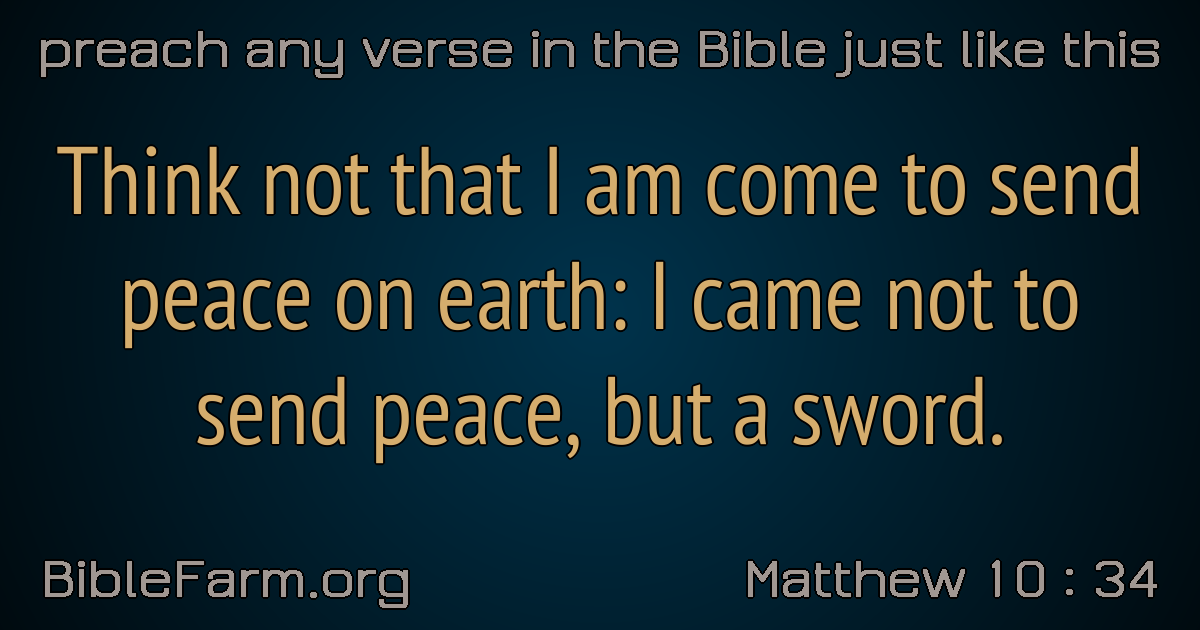 preach any verse in the Bible just like this
Think not that I am come to send
peace on earth: I came not to
send peace, but a sword.
BibleFarm.org
Matthew 10 : 34